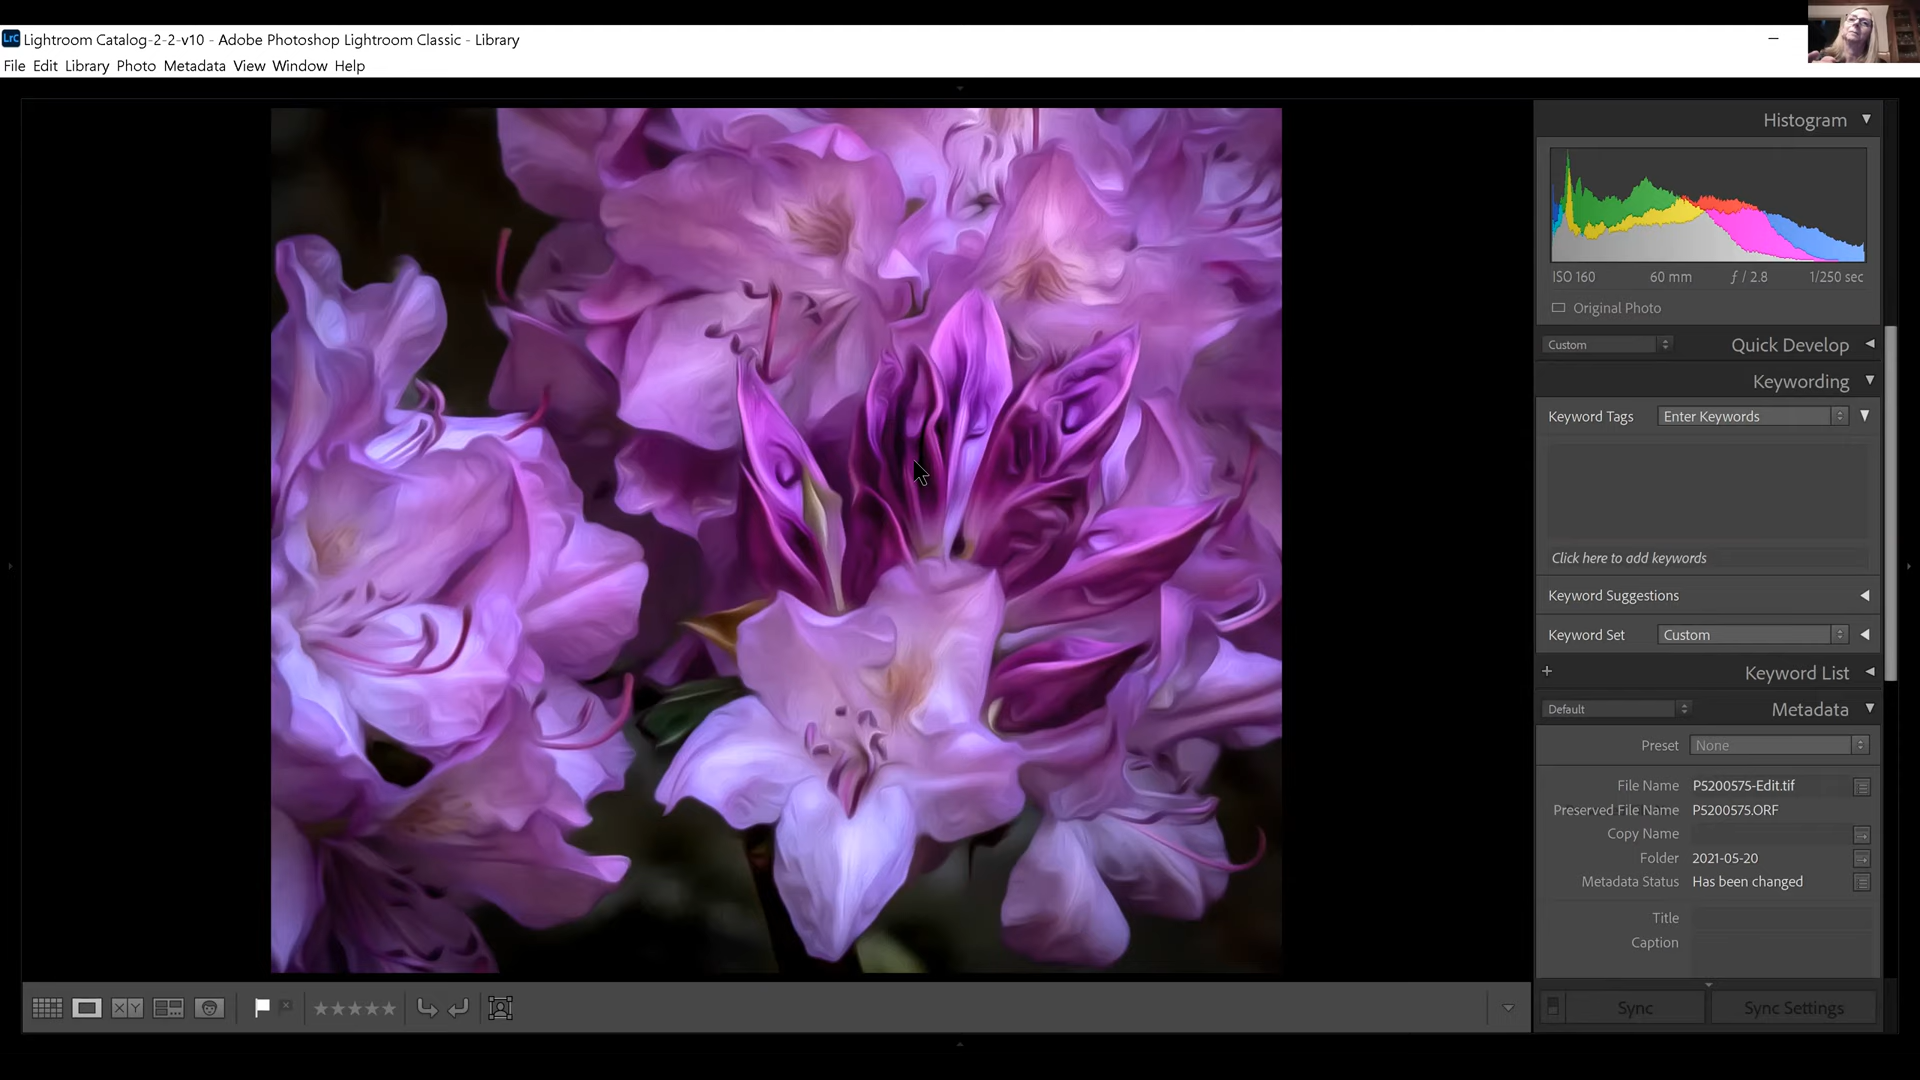 LrC Lightroom Catalog-2-2-v10 - Adobe Photoshop Lightroom Classic - Library
File Edit Library Photo Metadata View Window Help
Histogram
ISO 160 60 mm ƒ / 2.8 1/250 sec
Original Photo
Custom Quick Develop
Keywording
Keyword Tags Enter Keywords
Click here to add keywords
Keyword Suggestions
Keyword Set Custom
+ Keyword List
Default Metadata
Preset None
File Name P5200575-Edit.tif
Preserved File Name P5200575.ORF
Copy Name
Folder 2021-05-20
Metadata Status Has been changed
Title
Caption
X Y
Sync Sync Settings